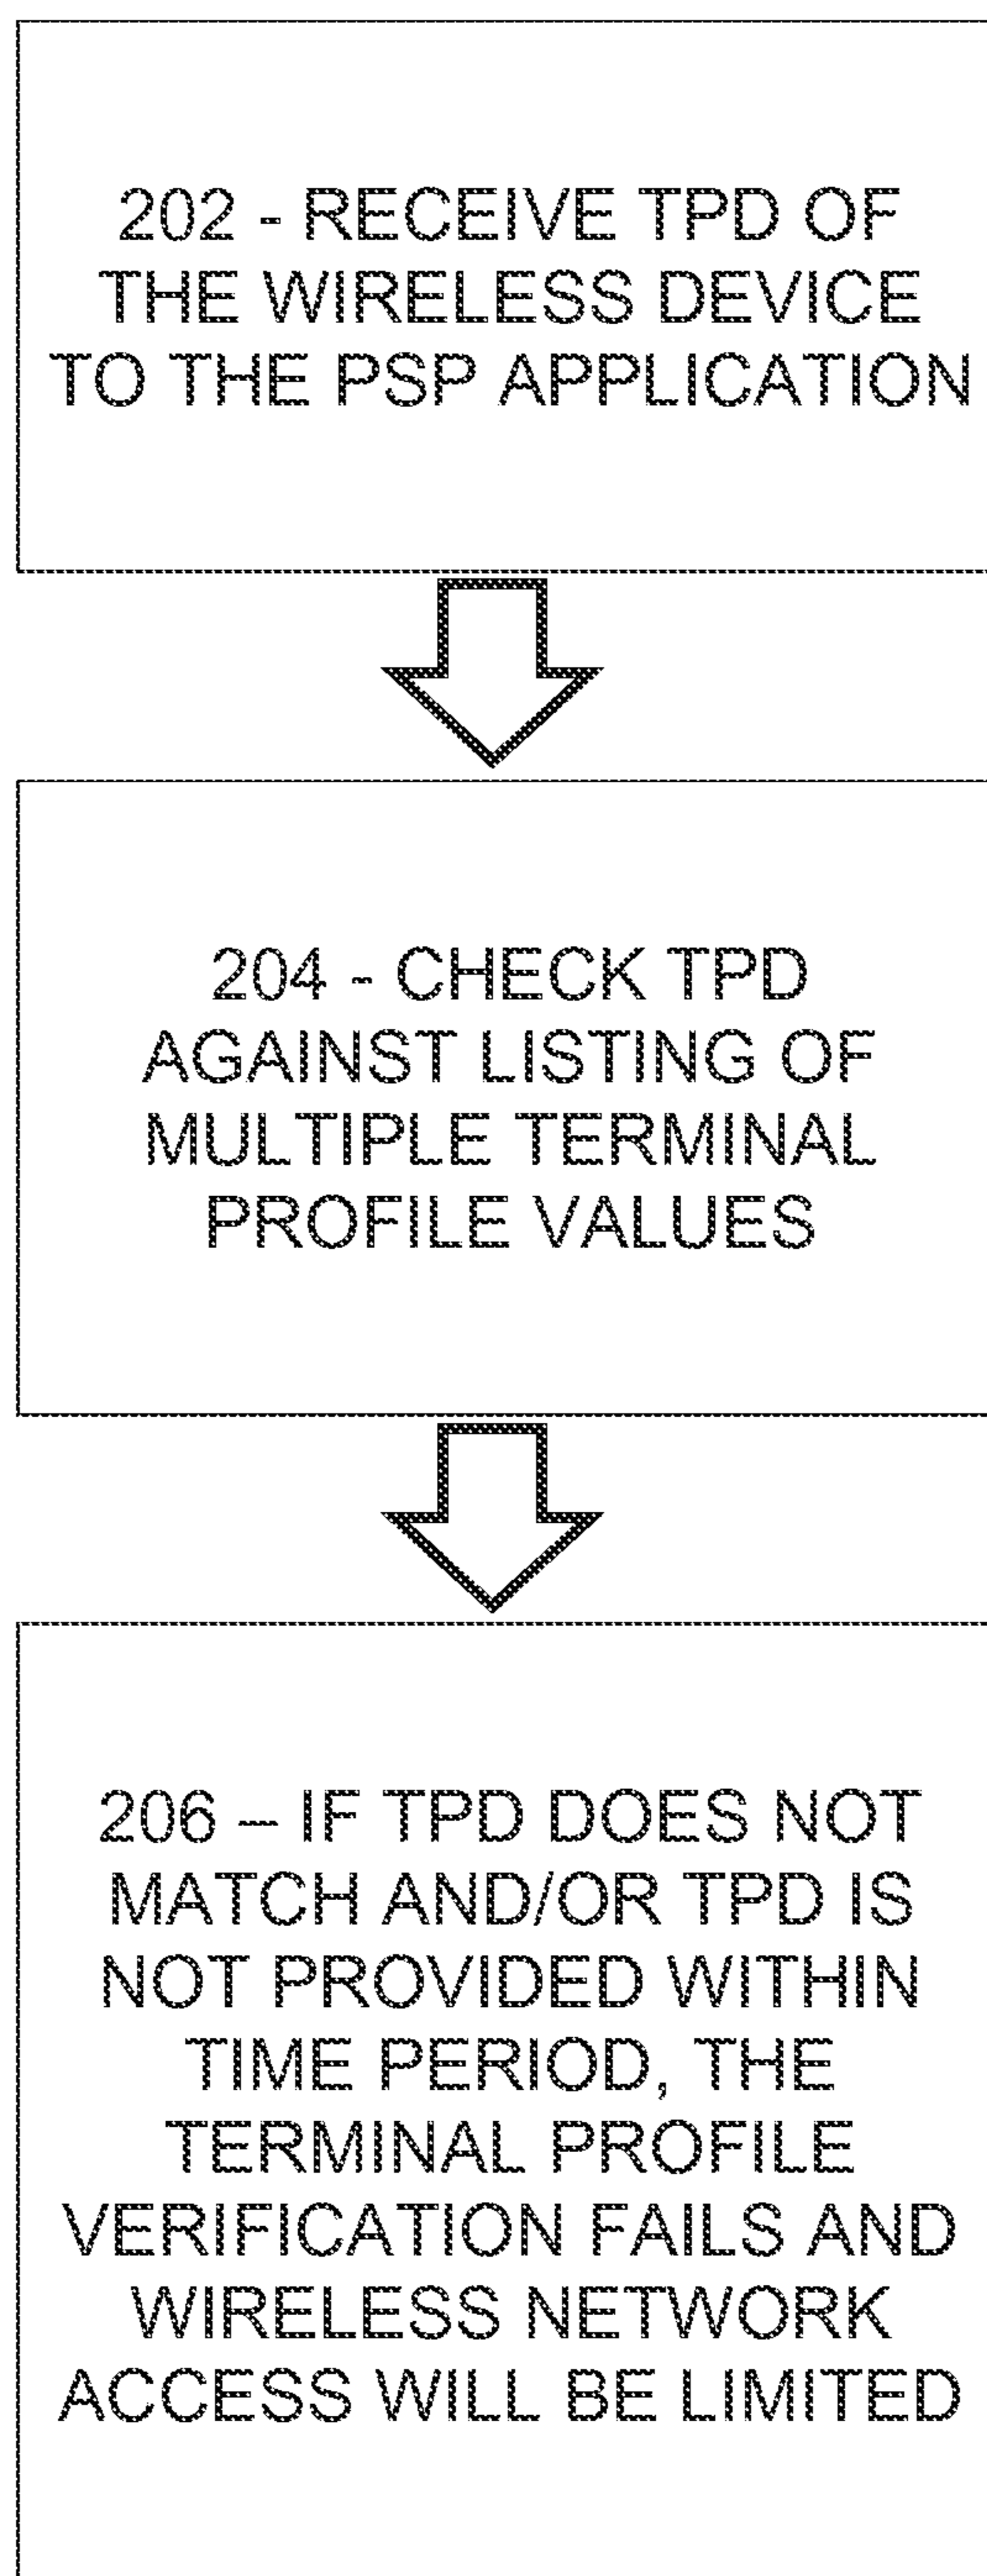 202 - RECEIVE TPD OF
THE WIRELESS DEVICE
TO THE PSP APPLICATION
204 - CHECK TPD
AGAINST LISTING OF
MULTIPLE TERMINAL
PROFILE VALUES
206 – IF TPD DOES NOT
MATCH AND/OR TPD IS
NOT PROVIDED WITHIN
TIME PERIOD, THE
TERMINAL PROFILE
VERIFICATION FAILS AND
WIRELESS NETWORK
ACCESS WILL BE LIMITED